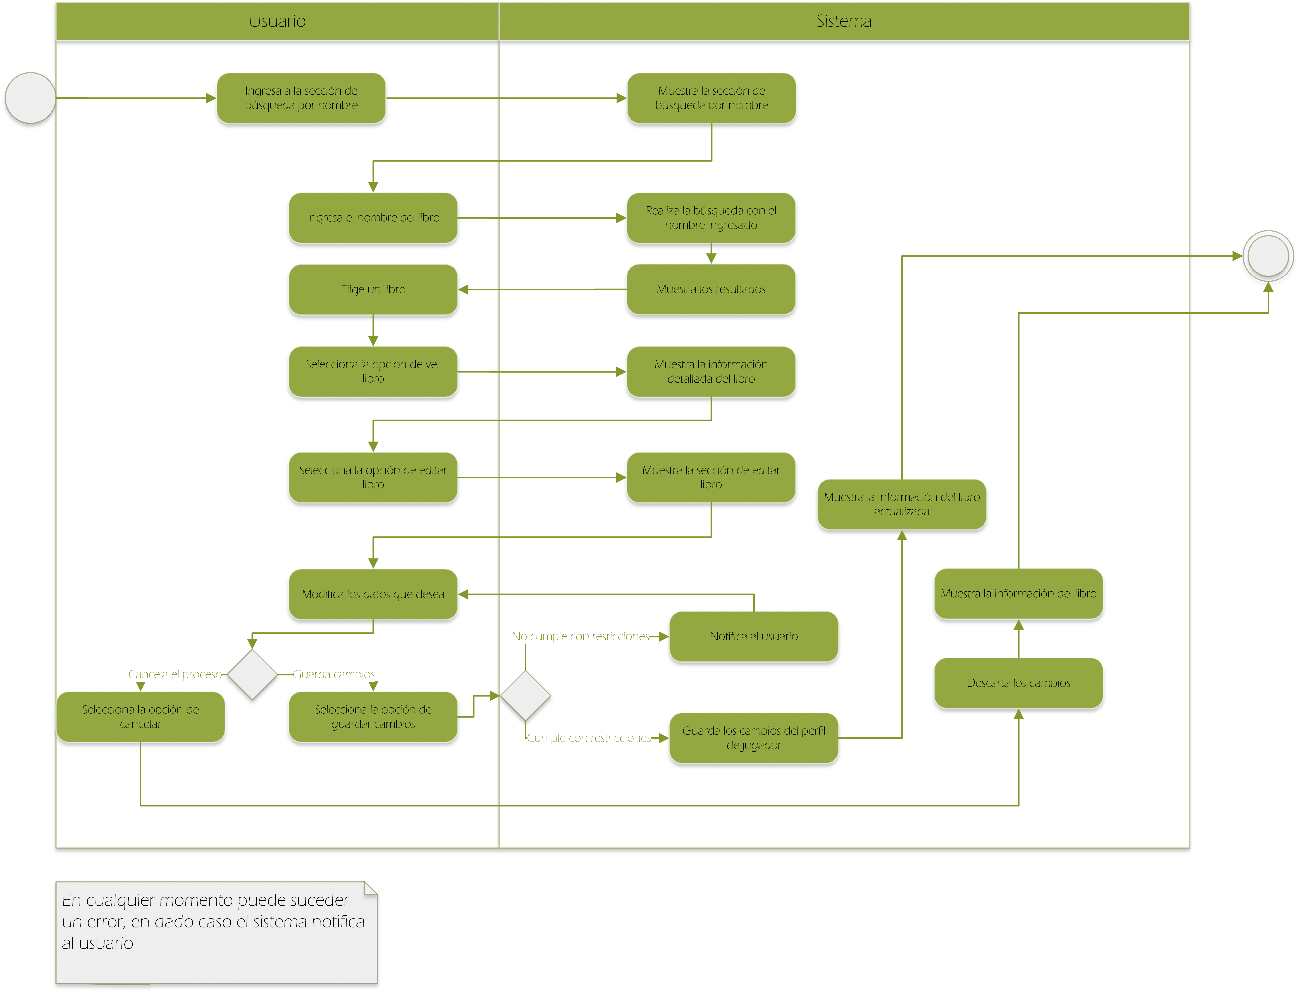 Usuario
Sistema
Ingresa a la sección de
búsqueda por nombre
Muestra la sección de
búsqueda por nombre
Ingresa el nombre del libro
Realiza la búsqueda con el
nombre ingresado
Elige un libro
Muestra los resultados
Selecciona la opción de ver
libro
Muestra la información
detallada del libro
Selecciona la opción de editar
libro
Muestra la sección de editar
libro
Muestra la información del libro
actualizada
Modifica los datos que desea
Muestra la información del libro
No cumple con restricciones
Notifica el usuario
Cancela el proceso
Guarda cambios
Descarta los cambios
Selecciona la opción de
cancelar
Selecciona la opción de
guardar cambios
Cumple con restricciones
Guarda los cambios del perfil
de jugador
En cualquier momento puede suceder
un error, en dado caso el sistema notifica
al usuario